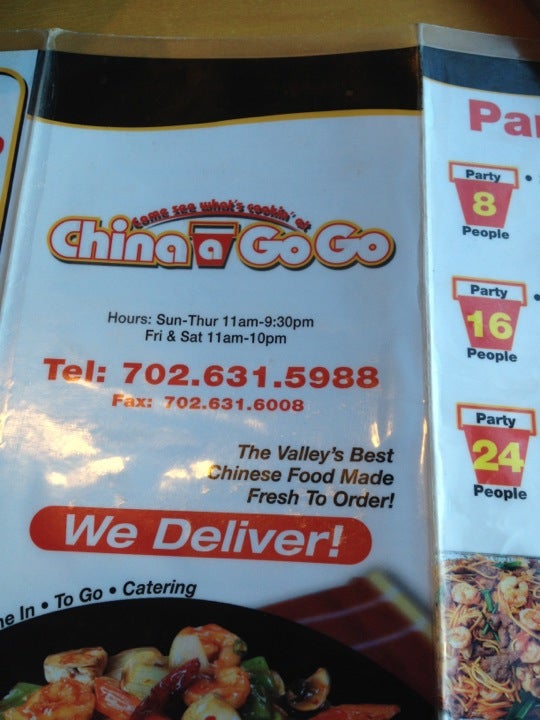 Come see what's cookin' at
China a GoGo
Hours: Sun-Thur 11am-9:30pm
Fri & Sat 11am-10pm
Tel: 702.631.5988
Fax: 702.631.6008
The Valley's Best
Chinese Food Made
Fresh To Order!
We Deliver!
In • To Go • Catering
Party
8
People
Party
16
People
Party
24
People